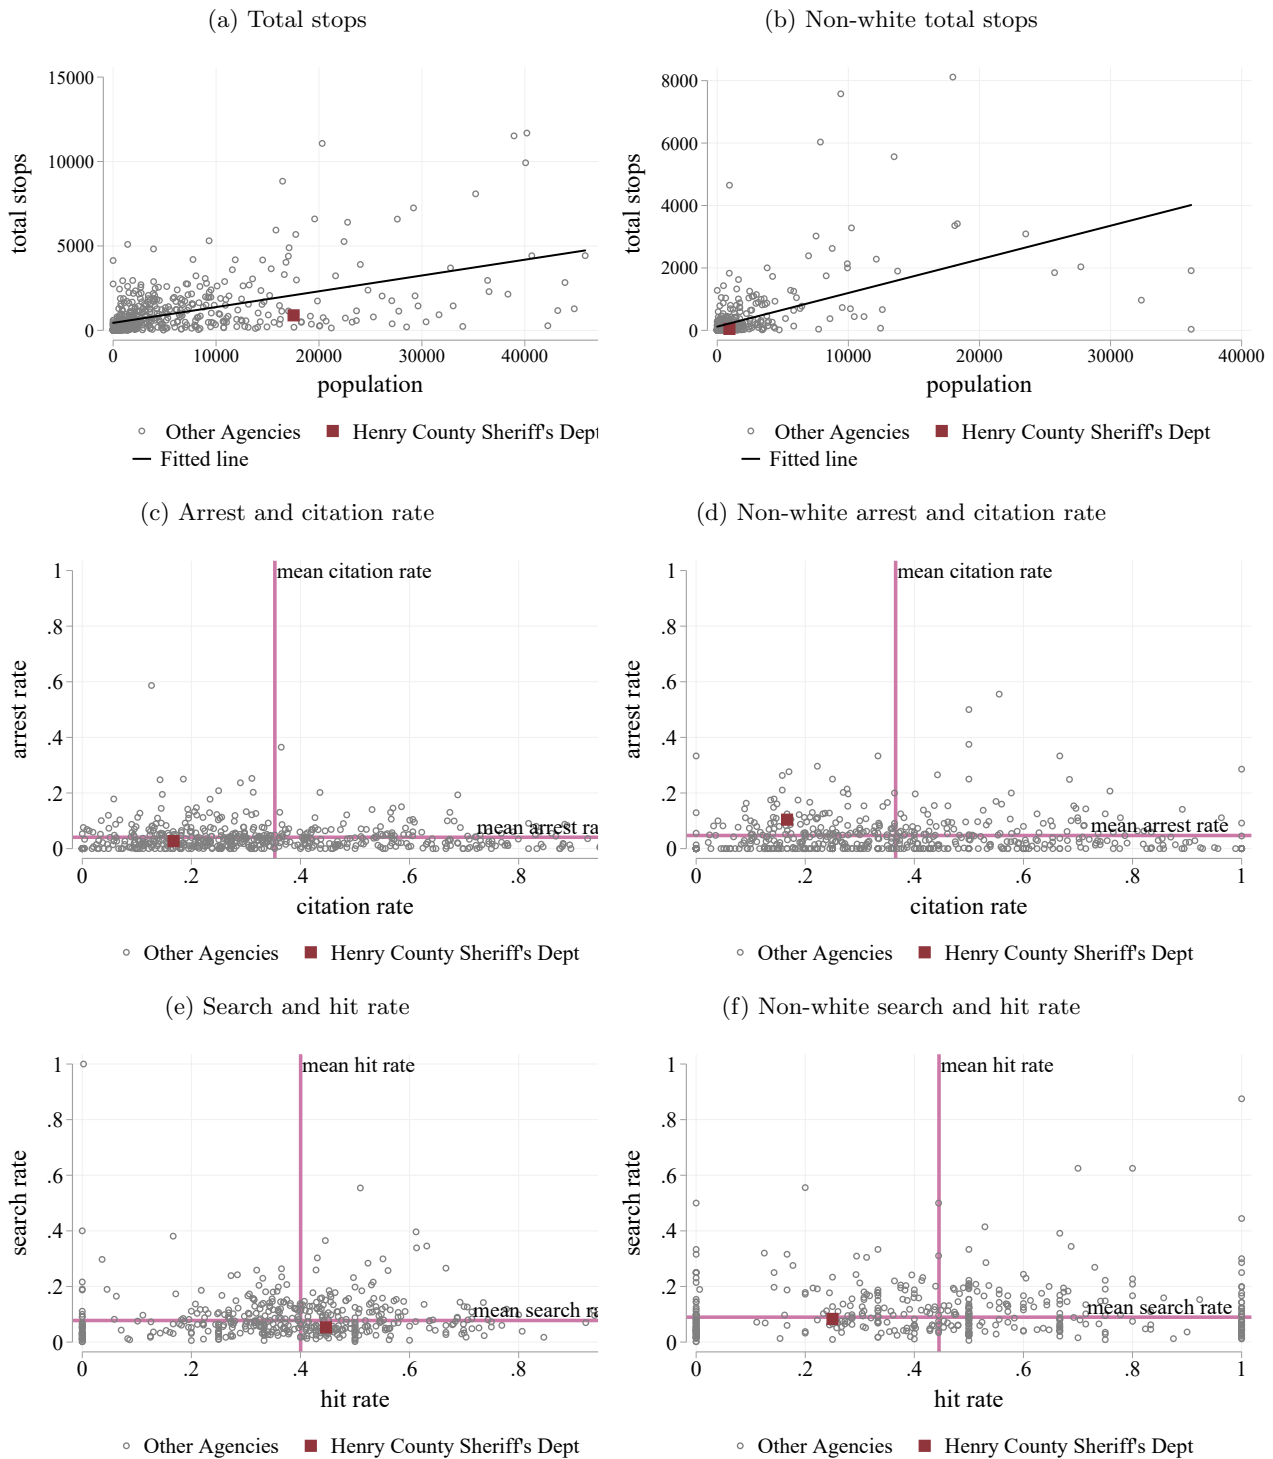 (a) Total stops
(b) Non-white total stops
15000
10000
5000
0
total stops
0 10000 20000 30000 40000
population
Other Agencies Henry County Sheriff's Dept
Fitted line
8000
6000
4000
2000
0
total stops
0 10000 20000 30000 40000
population
Other Agencies Henry County Sheriff's Dept
Fitted line
(c) Arrest and citation rate
(d) Non-white arrest and citation rate
1
.8
.6
.4
.2
0
arrest rate
mean citation rate
mean arrest ra
0 .2 .4 .6 .8
citation rate
Other Agencies Henry County Sheriff's Dept
1
.8
.6
.4
.2
0
arrest rate
mean citation rate
mean arrest rate
0 .2 .4 .6 .8 1
citation rate
Other Agencies Henry County Sheriff's Dept
(e) Search and hit rate
(f) Non-white search and hit rate
1
.8
.6
.4
.2
0
search rate
mean hit rate
mean search ra
0 .2 .4 .6 .8
hit rate
Other Agencies Henry County Sheriff's Dept
1
.8
.6
.4
.2
0
search rate
mean hit rate
mean search rate
0 .2 .4 .6 .8 1
hit rate
Other Agencies Henry County Sheriff's Dept